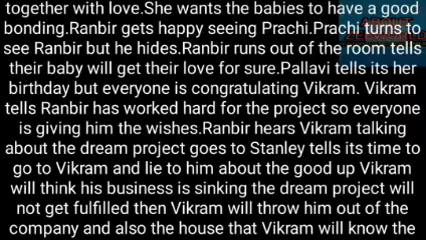 together with love.She wants the babies to have a good
bonding.Ranbir gets happy seeing Prachi.Prachi turns to
see Ranbir but he hides.Ranbir runs out of the room tells
their baby will get their love for sure.Pallavi tells its her
birthday but everyone is congratulating Vikram. Vikram
tells Ranbir has worked hard for the project so everyone
is giving him the wishes.Ranbir hears Vikram talking
about the dream project goes to Stanley tells its time to
go to Vikram and lie to him about the good up Vikram
will think his business is sinking the dream project will
not get fulfilled then Vikram will throw him out of the
company and also the house that Vikram will know the